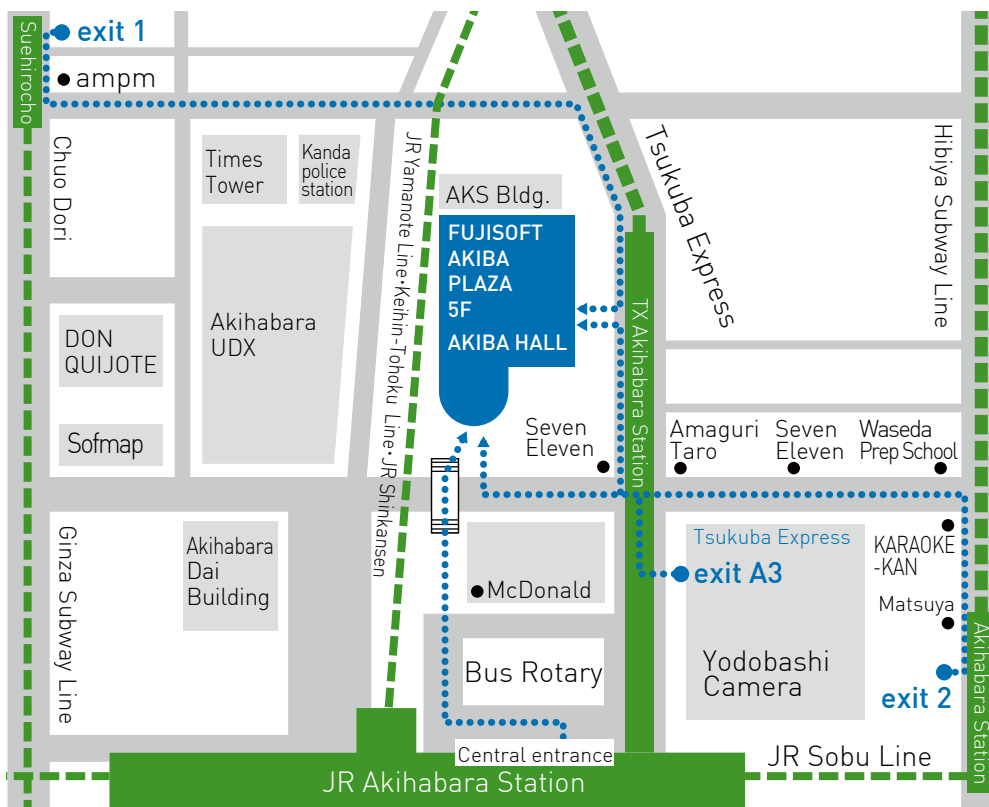 Suehirocho
exit 1
ampm
Chuo Dori
Times
Tower
Kanda
police
station
JR Yamanote Line・Keihin-Tohoku Line・JR Shinkansen
AKS Bldg.
FUJISOFT
AKIBA
PLAZA
5F
AKIBA HALL
Tsukuba Express
Hibiya Subway Line
TX Akihabara Station
Akihabara
UDX
DON
QUIJOTE
Sofmap
Seven
Eleven
Amaguri
Taro
Seven
Eleven
Waseda
Prep School
Ginza Subway Line
Akihabara
Dai
Building
McDonald
Tsukuba Express
exit A3
KARAOKE
-KAN
Matsuya
Bus Rotary
Yodobashi
Camera
exit 2
Akihabara Station
Central entrance
JR Sobu Line
JR Akihabara Station